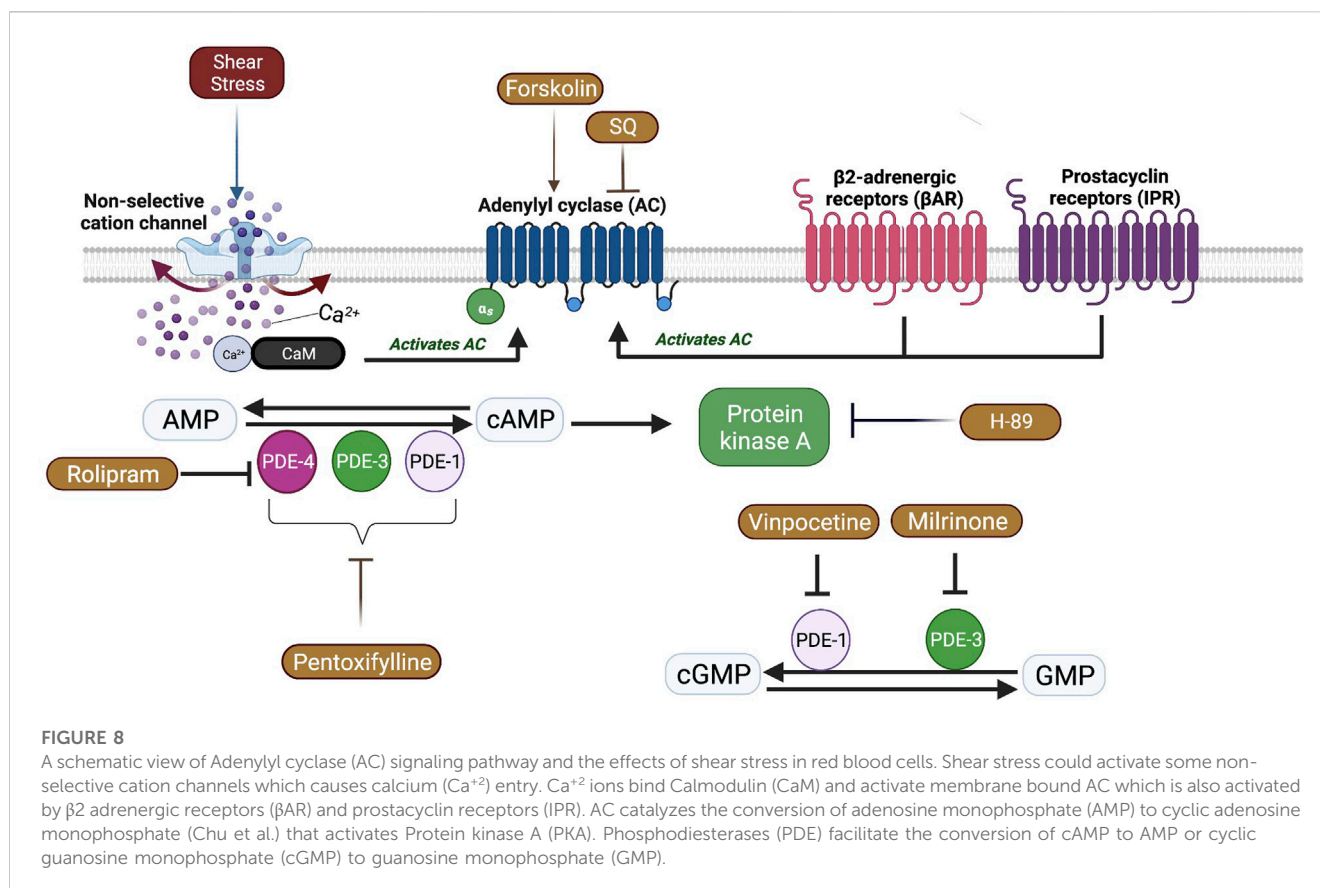 Shear
Stress
Forskolin
SQ
Non-selective
cation channel
Adenylyl cyclase (AC)
β2-adrenergic
receptors (βAR)
Prostacyclin
receptors (IPR)
αs
Ca²⁺
Ca²⁺
CaM
Activates AC
Activates AC
AMP
cAMP
Protein
kinase A
H-89
Rolipram
PDE-4
PDE-3
PDE-1
Vinpocetine
Milrinone
Pentoxifylline
PDE-1
PDE-3
cGMP
GMP
FIGURE 8
A schematic view of Adenylyl cyclase (AC) signaling pathway and the effects of shear stress in red blood cells. Shear stress could activate some non-
selective cation channels which causes calcium (Ca⁺²) entry. Ca⁺² ions bind Calmodulin (CaM) and activate membrane bound AC which is also activated
by β2 adrenergic receptors (βAR) and prostacyclin receptors (IPR). AC catalyzes the conversion of adenosine monophosphate (AMP) to cyclic adenosine
monophosphate (Chu et al.) that activates Protein kinase A (PKA). Phosphodiesterases (PDE) facilitate the conversion of cAMP to AMP or cyclic
guanosine monophosphate (cGMP) to guanosine monophosphate (GMP).